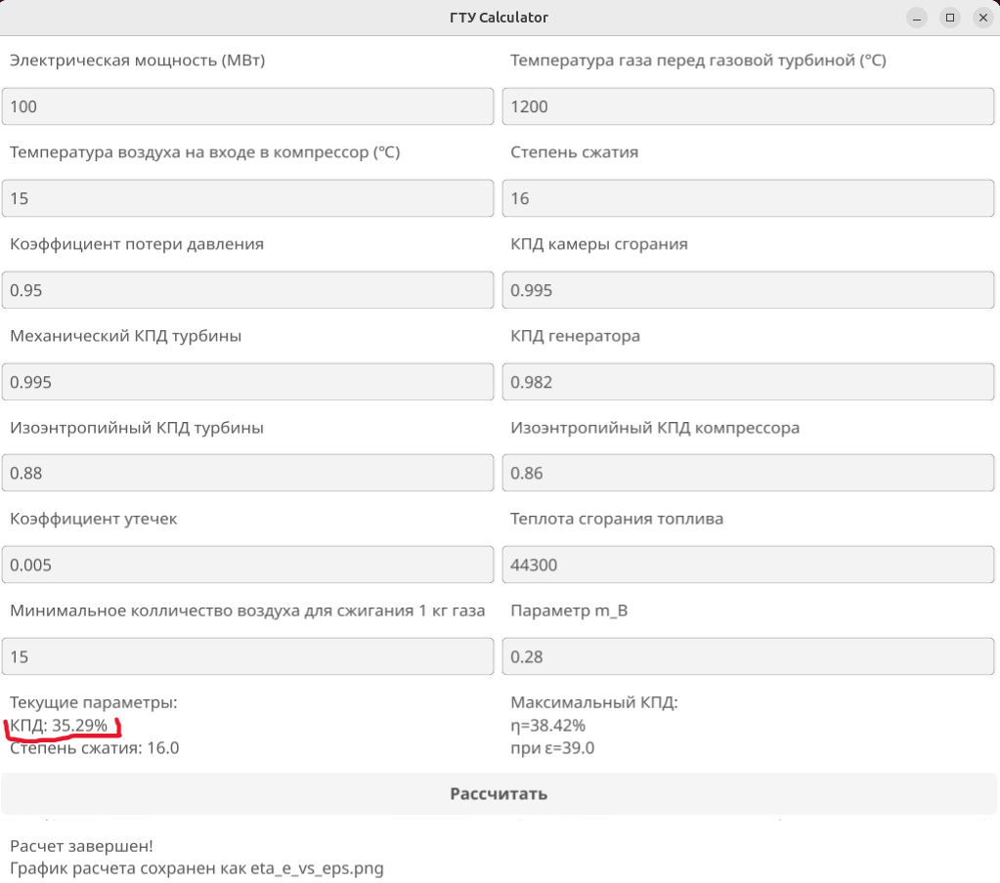 ГТУ Calculator
Электрическая мощность (МВт)
Температура газа перед газовой турбиной (°C)
100
1200
Температура воздуха на входе в компрессор (°C)
Степень сжатия
15
16
Коэффициент потери давления
КПД камеры сгорания
0.95
0.995
Механический КПД турбины
КПД генератора
0.995
0.982
Изоэнтропийный КПД турбины
Изоэнтропийный КПД компрессора
0.88
0.86
Коэффициент утечек
Теплота сгорания топлива
0.005
44300
Минимальное колличество воздуха для сжигания 1 кг газа
Параметр m_B
15
0.28
Текущие параметры:
КПД: 35.29%
Степень сжатия: 16.0
Максимальный КПД:
η=38.42%
при ε=39.0
Рассчитать
Расчет завершен!
График расчета сохранен как eta_e_vs_eps.png